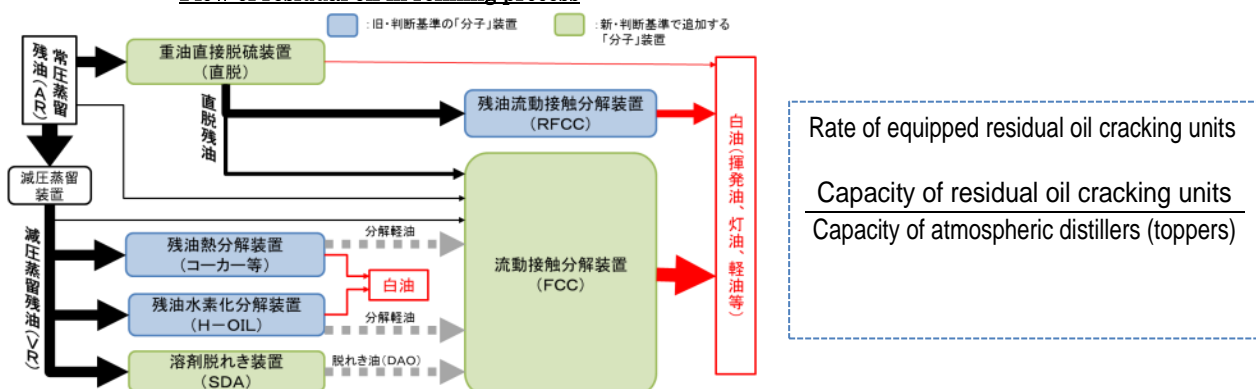 Flow of residual oil in refining process
:旧・判断基準の「分子」装置
:新・判断基準で追加する
「分子」装置
常圧蒸留
残油(AR)
重油直接脱硫装置
(直脱)
直脱残油
残油流動接触分解装置
(RFCC)
減圧蒸留
装置
減圧蒸留残油(VR)
残油熱分解装置
(コーカー等)
分解軽油
白油
残油水素化分解装置
(H-OIL)
分解軽油
溶剤脱れき装置
(SDA)
脱れき油(DAO)
流動接触分解装置
(FCC)
白油(揮発油、灯油、軽油等)
Rate of equipped residual oil cracking units
Capacity of residual oil cracking units
Capacity of atmospheric distillers (toppers)